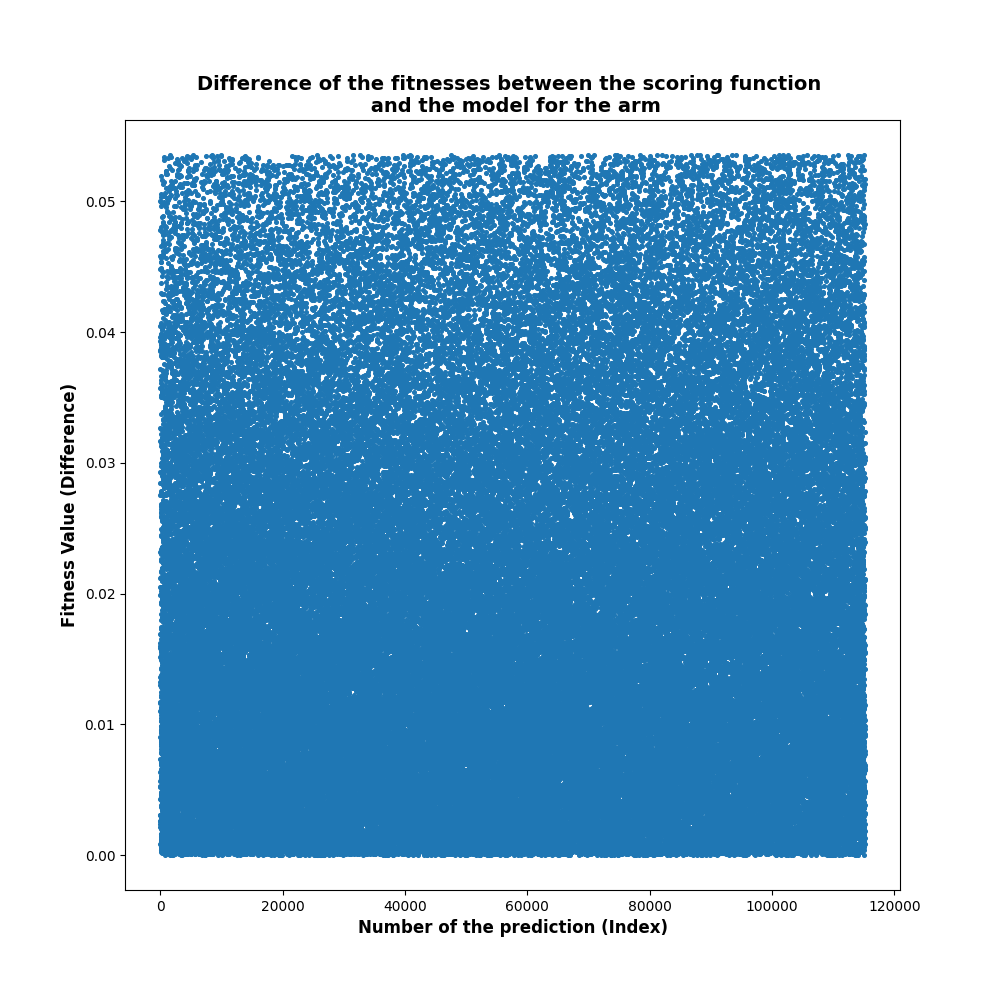 Difference of the fitnesses between the scoring function
and the model for the arm
0.05
0.04
0.03
0.02
0.01
0.00
Fitness Value (Difference)
0 20000 40000 60000 80000 100000 120000
Number of the prediction (Index)